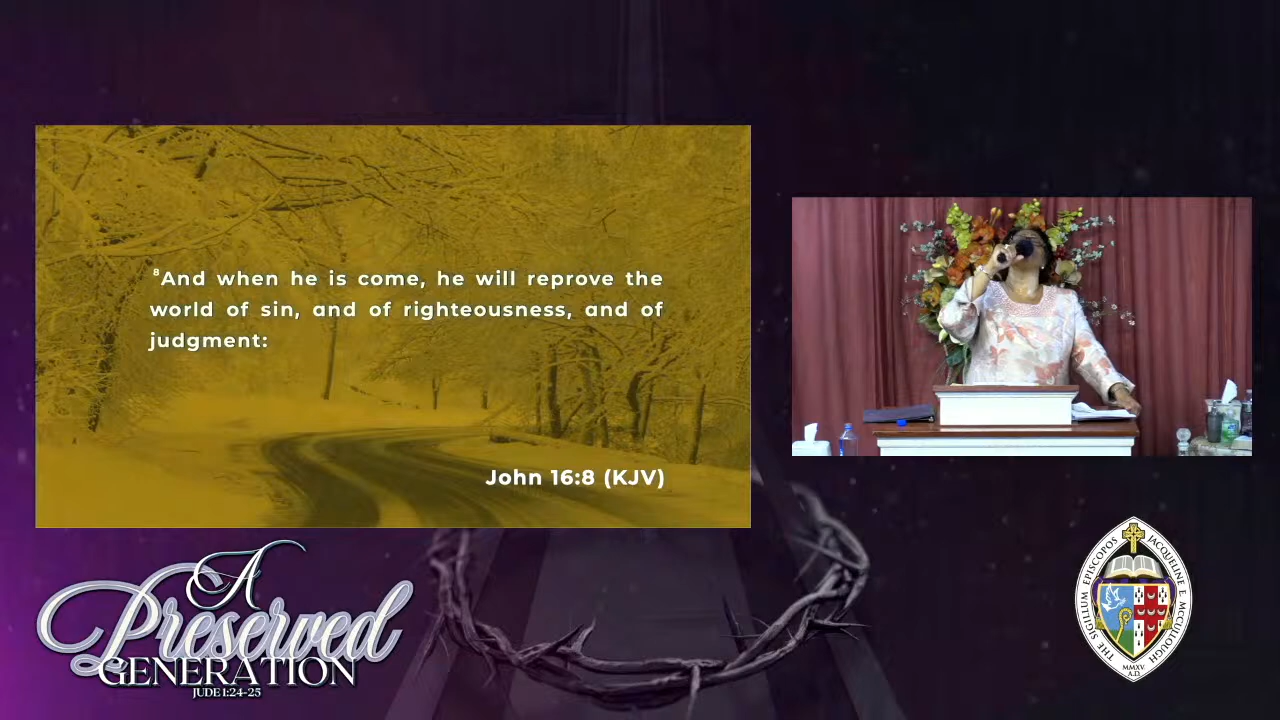 ⁸And when he is come, he will reprove the
world of sin, and of righteousness, and of
judgment:
John 16:8 (KJV)
A
Preserved
GENERATION
JUDE 1:24-25
THE SIGILLUM EPISCOPOS JACQUELINE E. MCCULLOUGH
MMXV
A.D.